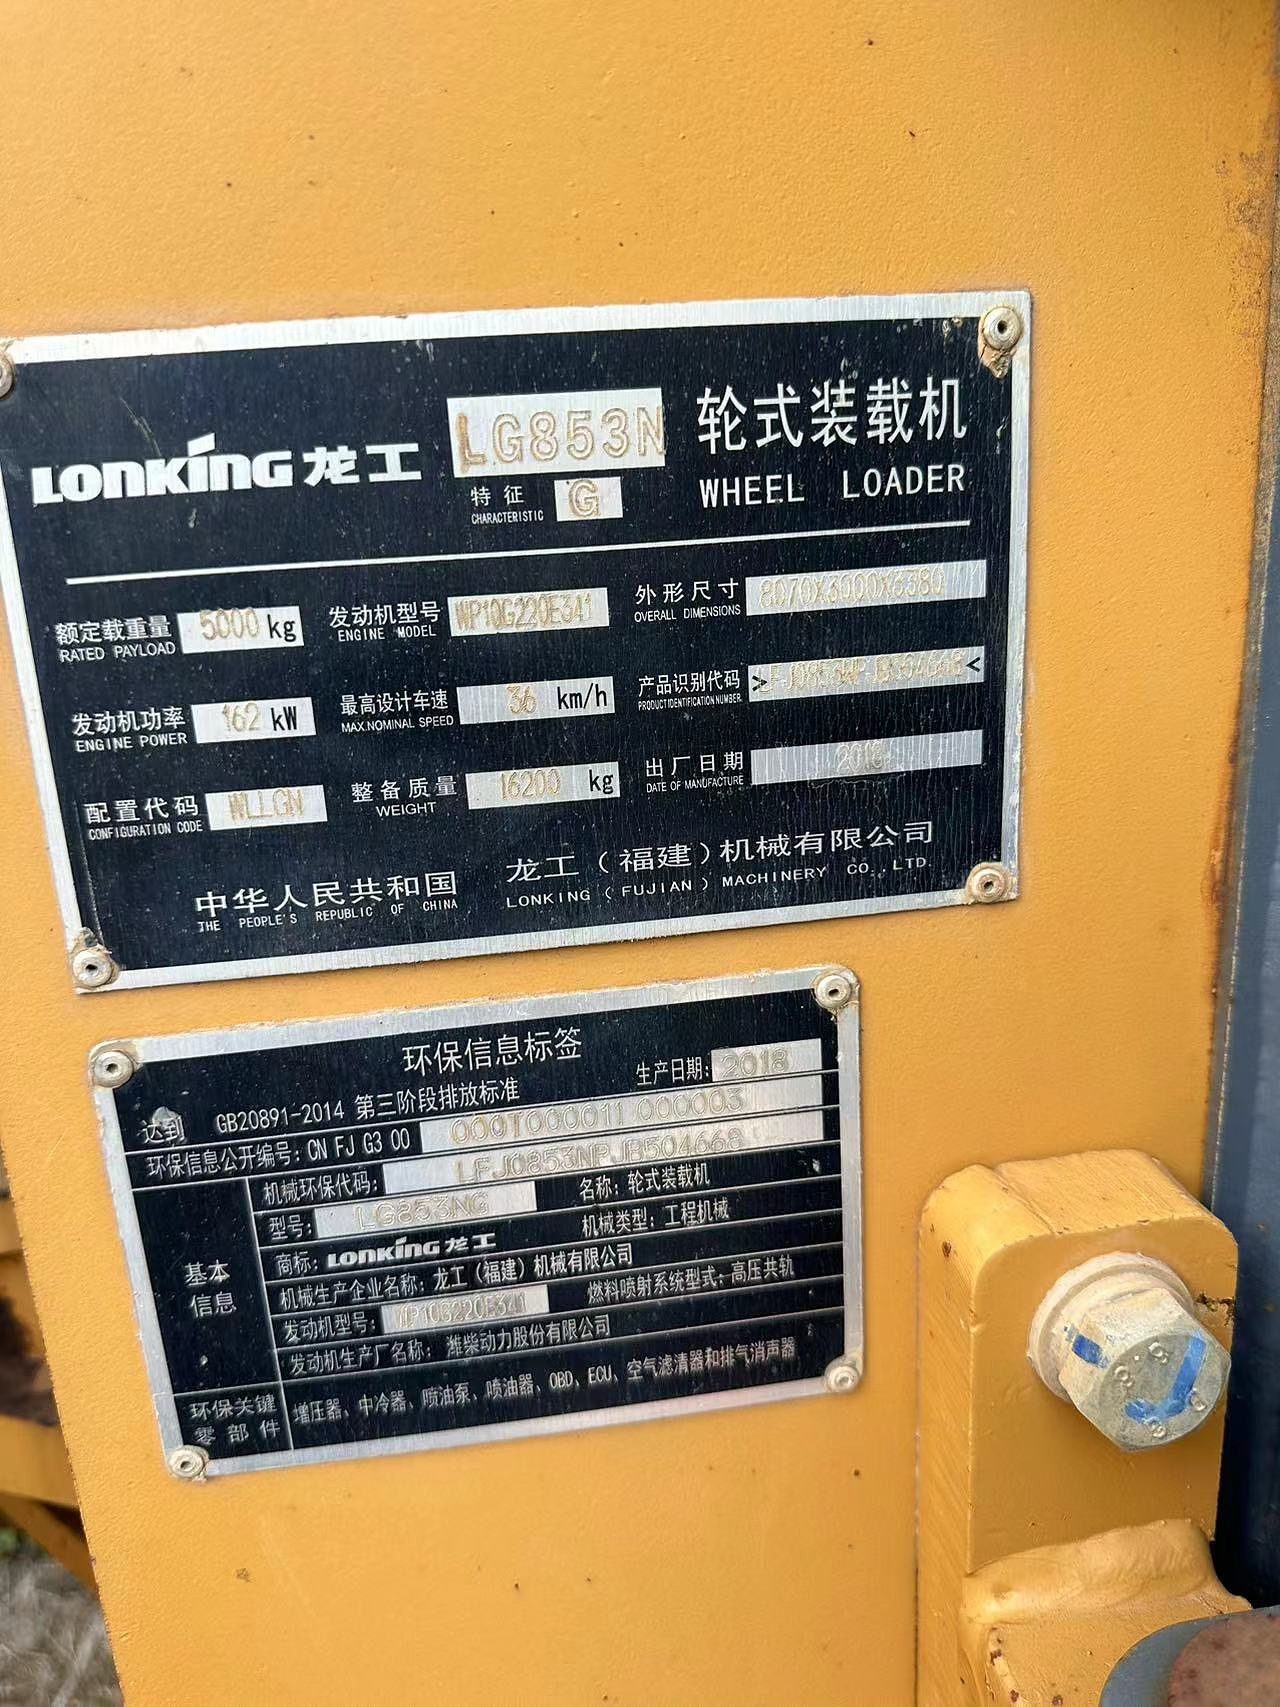 LONKING 龙工 LG853N 轮式装载机
特征 G WHEEL LOADER
CHARACTERISTIC
额定载重量 5000 kg 发动机型号 WP10G220E341 外形尺寸 8070X3000X3380
RATED PAYLOAD ENGINE MODEL OVERALL DIMENSIONS
发动机功率 162 kW 最高设计车速 36 km/h 产品识别代码 >LFJ0853NPJB504668<
ENGINE POWER MAX.NOMINAL SPEED PRODUCT IDENTIFICATION NUMBER
配置代码 WLLGN 整备质量 16200 kg 出厂日期 2018
CONFIGURATION CODE WEIGHT DATE OF MANUFACTURE
中华人民共和国 龙工（福建）机械有限公司
THE PEOPLE'S REPUBLIC OF CHINA LONKING (FUJIAN) MACHINERY CO.,LTD.
环保信息标签
达到 GB20891-2014 第三阶段排放标准 生产日期: 2018
环保信息公开编号: CN FJ G3 00 000T000011 000003
机械环保代码: LFJ0853NPJB504668
基本信息
型号: LG853NG 名称: 轮式装载机
商标: LONKING 龙工 机械类型: 工程机械
机械生产企业名称: 龙工（福建）机械有限公司
发动机型号: WP10G220E341 燃料喷射系统型式: 高压共轨
发动机生产厂名称: 潍柴动力股份有限公司
环保关键零部件 增压器、中冷器、喷油泵、喷油器、OBD、ECU、空气滤清器和排气消声器
8.8